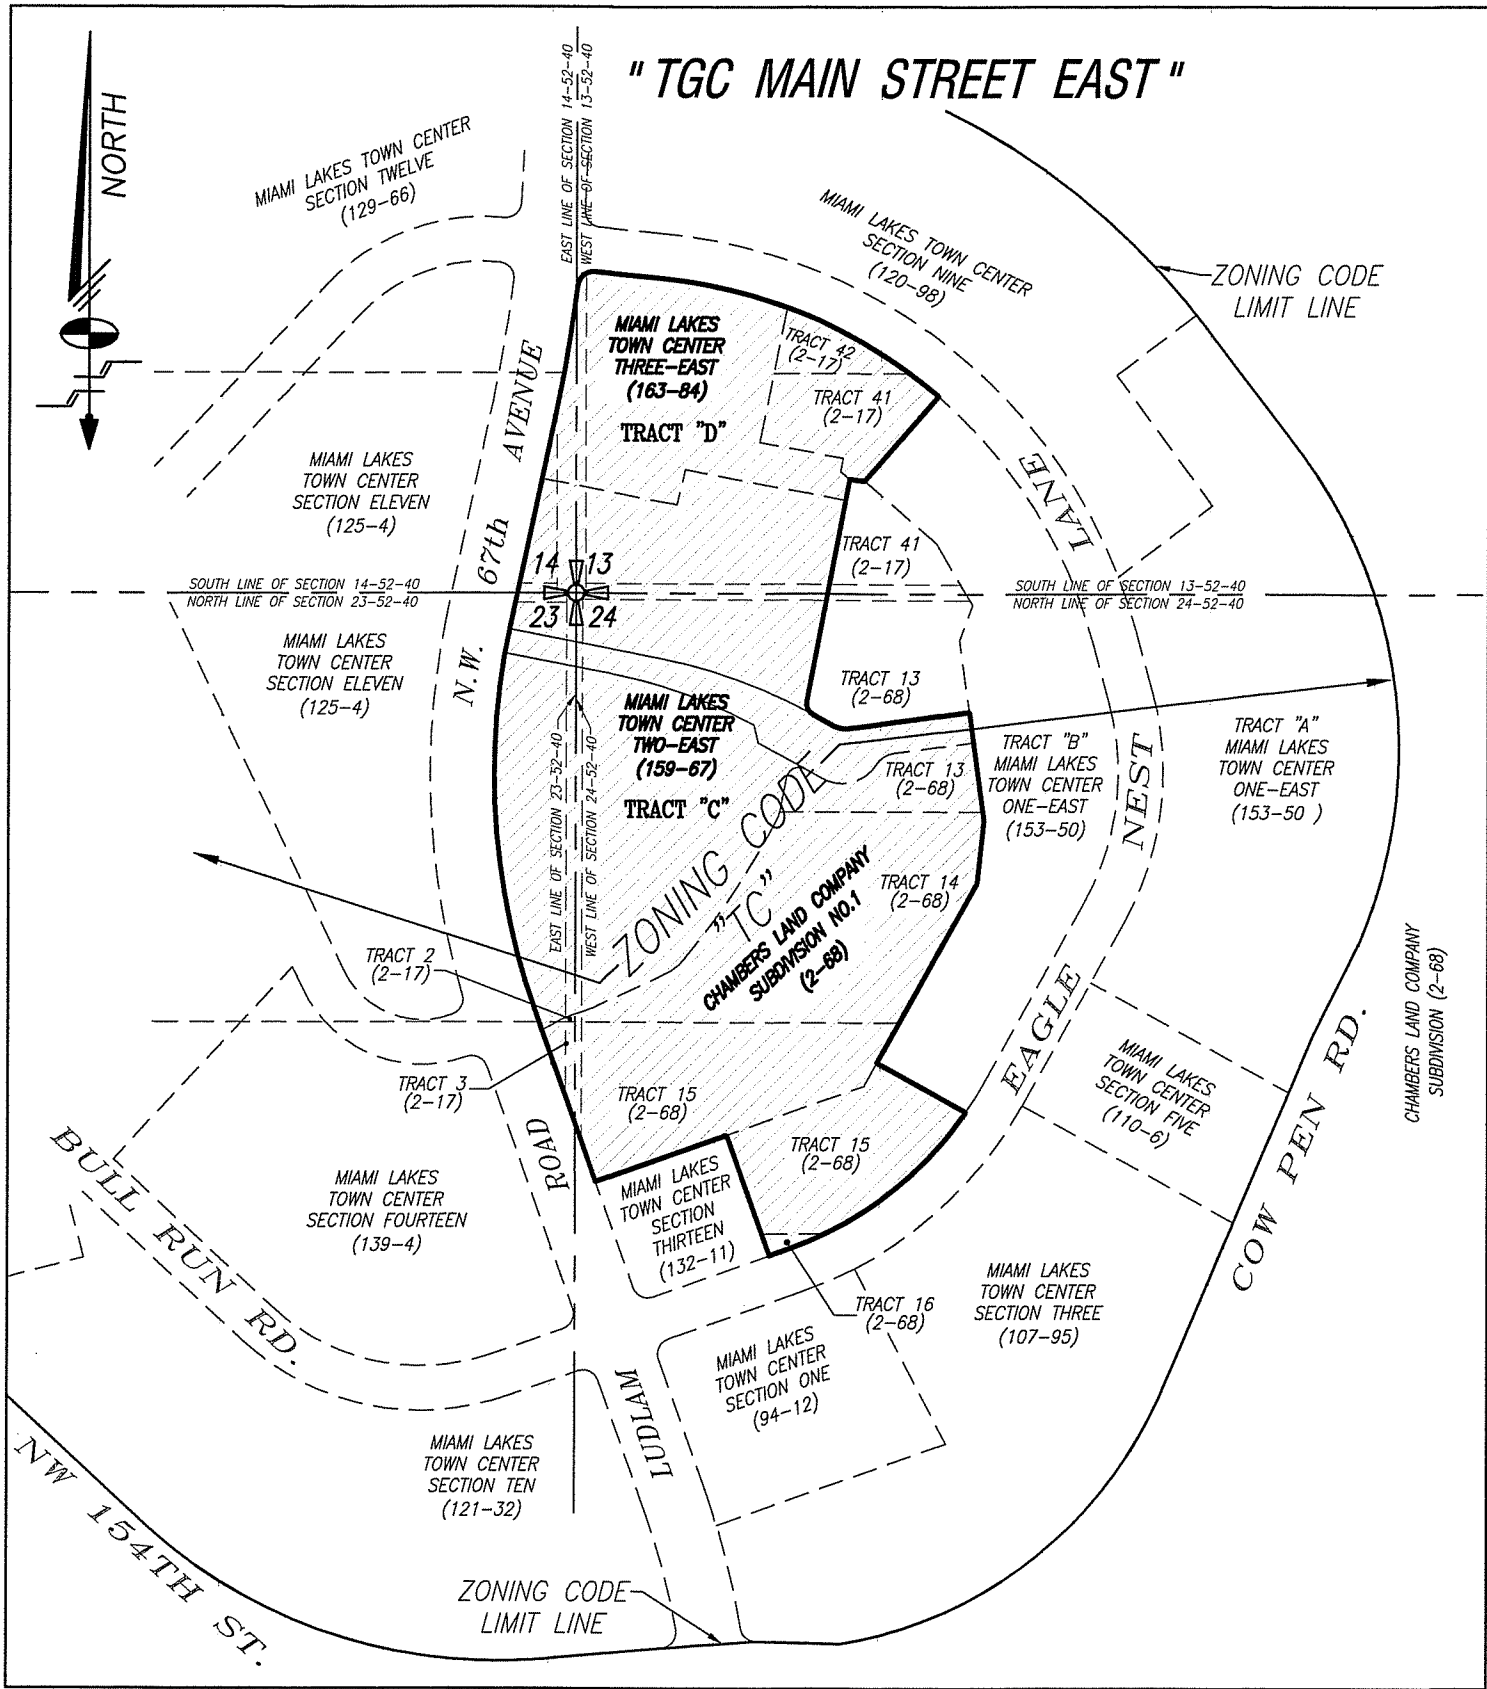 " TGC MAIN STREET EAST "
NORTH
MIAMI LAKES TOWN CENTER
SECTION TWELVE
(129-66)
EAST LINE OF SECTION 14-52-40
WEST LINE OF SECTION 13-52-40
MIAMI LAKES TOWN CENTER
SECTION NINE
(120-98)
ZONING CODE
LIMIT LINE
MIAMI LAKES
TOWN CENTER
THREE-EAST
(163-84)
TRACT "D"
TRACT 42
(2-17)
TRACT 41
(2-17)
N.W. 67th AVENUE
MIAMI LAKES
TOWN CENTER
SECTION ELEVEN
(125-4)
EAGLE NEST LANE
TRACT 41
(2-17)
14
13
23
24
SOUTH LINE OF SECTION 14-52-40
NORTH LINE OF SECTION 23-52-40
SOUTH LINE OF SECTION 13-52-40
NORTH LINE OF SECTION 24-52-40
MIAMI LAKES
TOWN CENTER
SECTION ELEVEN
(125-4)
TRACT 13
(2-68)
MIAMI LAKES
TOWN CENTER
TWO-EAST
(159-67)
TRACT "C"
EAST LINE OF SECTION 23-52-40
WEST LINE OF SECTION 24-52-40
TRACT 13
(2-68)
TRACT "B"
MIAMI LAKES
TOWN CENTER
ONE-EAST
(153-50)
TRACT "A"
MIAMI LAKES
TOWN CENTER
ONE-EAST
(153-50 )
ZONING CODE
"TC"
CHAMBERS LAND COMPANY
SUBDIVISION NO.1
(2-68)
TRACT 14
(2-68)
TRACT 2
(2-17)
CHAMBERS LAND COMPANY
SUBDIVISION (2-68)
TRACT 3
(2-17)
TRACT 15
(2-68)
MIAMI LAKES
TOWN CENTER
SECTION FIVE
(110-6)
COW PEN RD.
BULL RUN RD.
MIAMI LAKES
TOWN CENTER
SECTION FOURTEEN
(139-4)
LUDLAM ROAD
MIAMI LAKES
TOWN CENTER
SECTION
THIRTEEN
(132-11)
TRACT 15
(2-68)
TRACT 16
(2-68)
MIAMI LAKES
TOWN CENTER
SECTION THREE
(107-95)
MIAMI LAKES
TOWN CENTER
SECTION ONE
(94-12)
MIAMI LAKES
TOWN CENTER
SECTION TEN
(121-32)
NW 154TH ST.
ZONING CODE
LIMIT LINE